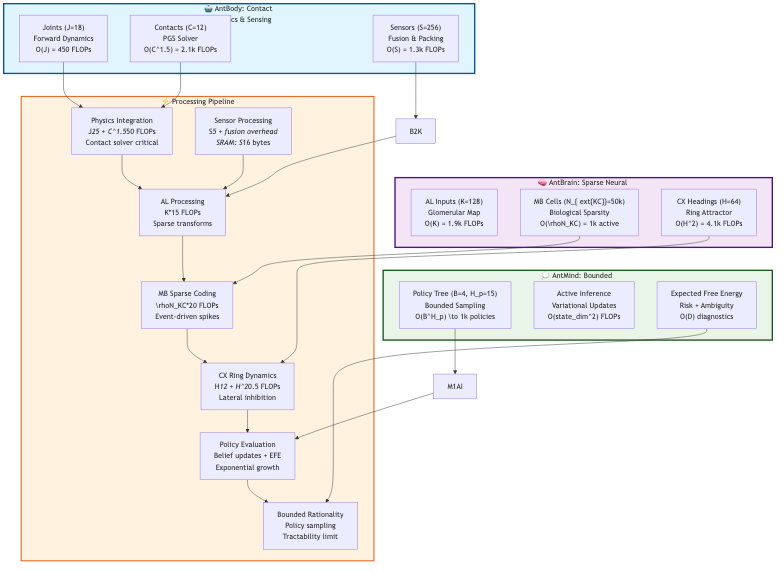 🐜 AntBody: Contact
ics & Sensing
Joints (J=18)
Forward Dynamics
O(J) = 450 FLOPs
Contacts (C=12)
PGS Solver
O(C^1.5) = 2.1k FLOPs
Sensors (S=256)
Fusion & Packing
O(S) = 1.3k FLOPs
⚡ Processing Pipeline
Physics Integration
J25 + C^1.550 FLOPs
Contact solver critical
Sensor Processing
S5 + fusion overhead
SRAM: S16 bytes
B2K
AL Processing
K*15 FLOPs
Sparse transforms
🧠 AntBrain: Sparse Neural
AL Inputs (K=128)
Glomerular Map
O(K) = 1.9k FLOPs
MB Cells (N_{ ext{KC}}=50k)
Biological Sparsity
O(\rhoN_KC) = 1k active
CX Headings (H=64)
Ring Attractor
O(H^2) = 4.1k FLOPs
MB Sparse Coding
\rhoN_KC*20 FLOPs
Event-driven spikes
💭 AntMind: Bounded
Policy Tree (B=4, H_p=15)
Bounded Sampling
O(B^H_p) \to 1k policies
Active Inference
Variational Updates
O(state_dim^2) FLOPs
Expected Free Energy
Risk + Ambiguity
O(D) diagnostics
CX Ring Dynamics
H12 + H^20.5 FLOPs
Lateral inhibition
M1AI
Policy Evaluation
Belief updates + EFE
Exponential growth
Bounded Rationality
Policy sampling
Tractability limit